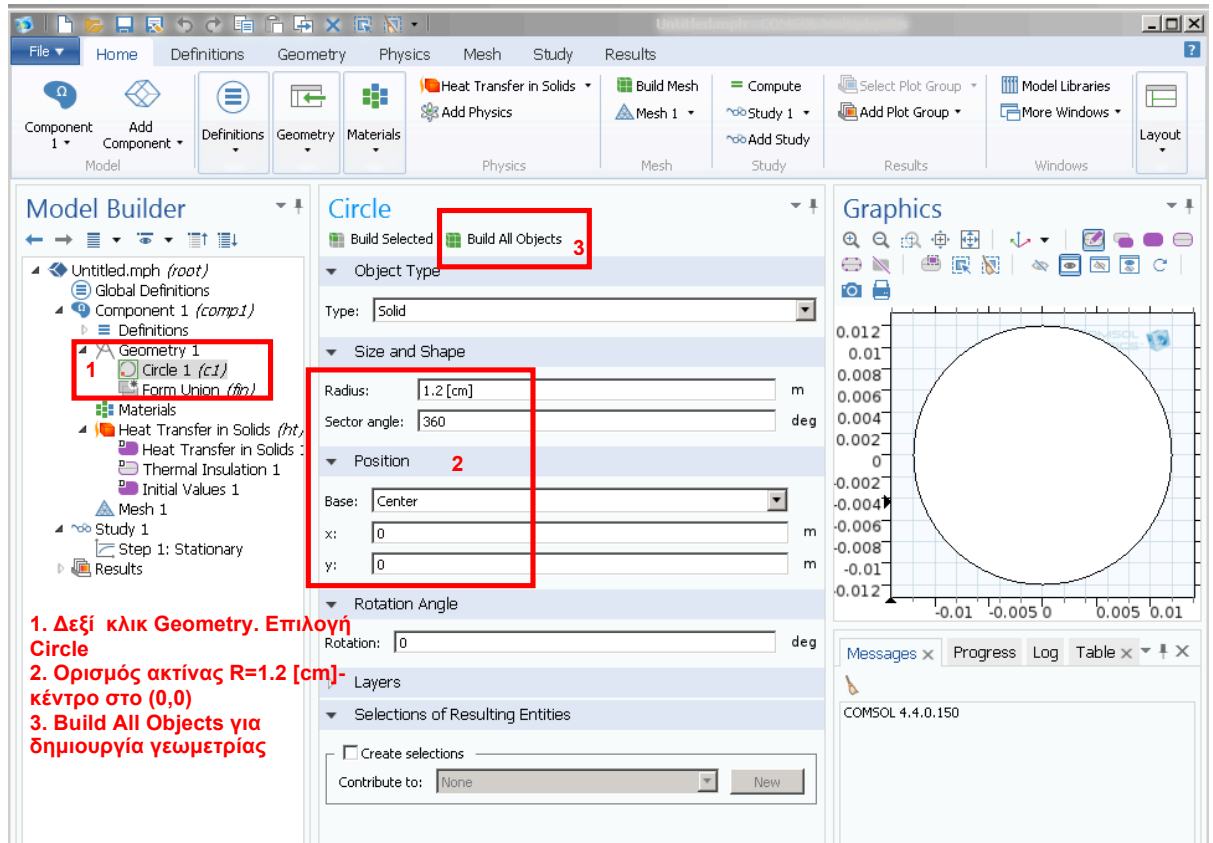 Untitled.mph - COMSOL
File Home Definitions Geometry Physics Mesh Study Results
Component 1
Add Component
Model
Definitions
Geometry
Materials
Heat Transfer in Solids
Add Physics
Physics
Build Mesh
Mesh 1
Mesh
Compute
Study 1
Add Study
Study
Select Plot Group
Add Plot Group
Results
Model Libraries
More Windows
Windows
Layout
Model Builder
Untitled.mph (root)
Global Definitions
Component 1 (comp1)
Definitions
Geometry 1
1 Circle 1 (c1)
Form Union (fin)
Materials
Heat Transfer in Solids (ht)
Heat Transfer in Solids
Thermal Insulation 1
Initial Values 1
Mesh 1
Study 1
Step 1: Stationary
Results
1. Δεξί κλικ Geometry. Επιλογή
Circle
2. Ορισμός ακτίνας R=1.2 [cm]-
κέντρο στο (0,0)
3. Build All Objects για
δημιουργία γεωμετρίας
Circle
Build Selected Build All Objects 3
Object Type
Type: Solid
Size and Shape
Radius: 1.2 [cm] m
Sector angle: 360 deg
Position 2
Base: Center
x: 0 m
y: 0 m
Rotation Angle
Rotation: 0 deg
Layers
Selections of Resulting Entities
Create selections
Contribute to: None New
Graphics
0.012
0.01
0.008
0.006
0.004
0.002
0
-0.002
-0.004
-0.006
-0.008
-0.01
-0.012
-0.01 -0.005 0 0.005 0.01
Messages Progress Log Table
COMSOL 4.4.0.150